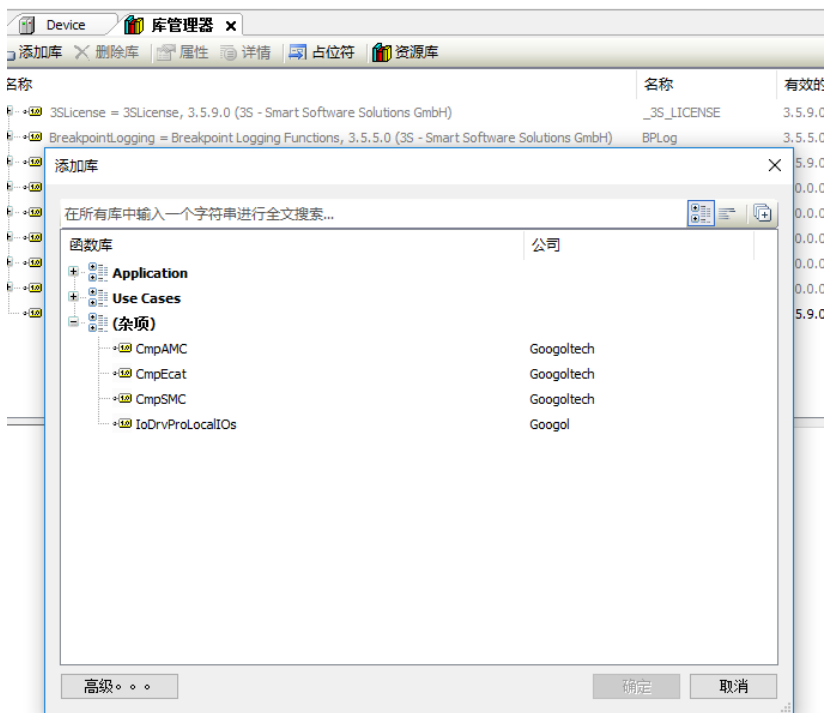 Device 库管理器 x
添加库 删除库 属性 详情 占位符 资源库
名称 名称 有效的
3SLicense = 3SLicense, 3.5.9.0 (3S - Smart Software Solutions GmbH) _3S_LICENSE 3.5.9.0
BreakpointLogging = Breakpoint Logging Functions, 3.5.5.0 (3S - Smart Software Solutions GmbH) BPLog 3.5.5.0
添加库
在所有库中输入一个字符串进行全文搜索...
函数库 公司
Application
Use Cases
(杂项)
CmpAMC Googoltech
CmpEcat Googoltech
CmpSMC Googoltech
IoDrvProLocalIOs Googol
高级。。。 确定 取消